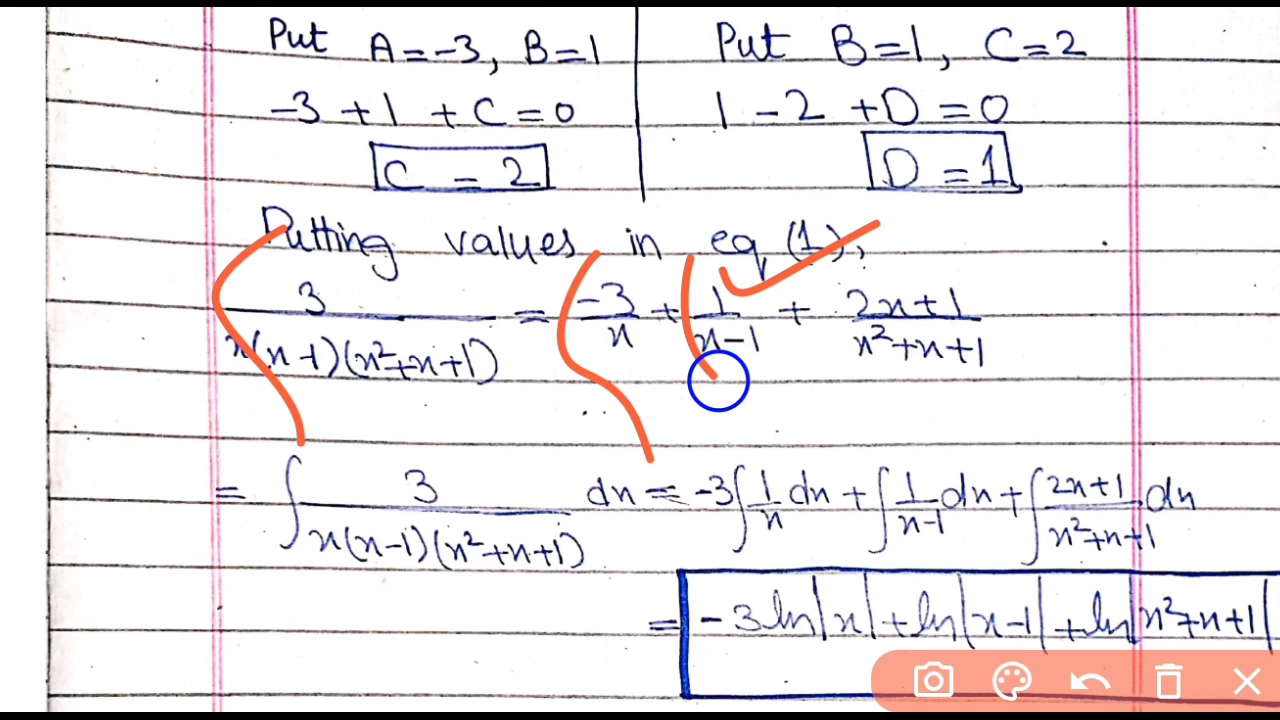 Put A=-3, B=1
-3 +1 + C = 0
C = 2
Put B=1, C=2
1 - 2 + D = 0
D = 1
Putting values in eq (1),
3/x(x-1)(x²+x+1) = -3/x + 1/x-1 + 2x+1/x²+x+1
= ∫ 3/x(x-1)(x²+x+1) dx = -3∫ 1/x dx + ∫ 1/x-1 dx + ∫ 2x+1/x²+x+1 dx
= -3 ln|x| + ln|x-1| + ln|x²+x+1|